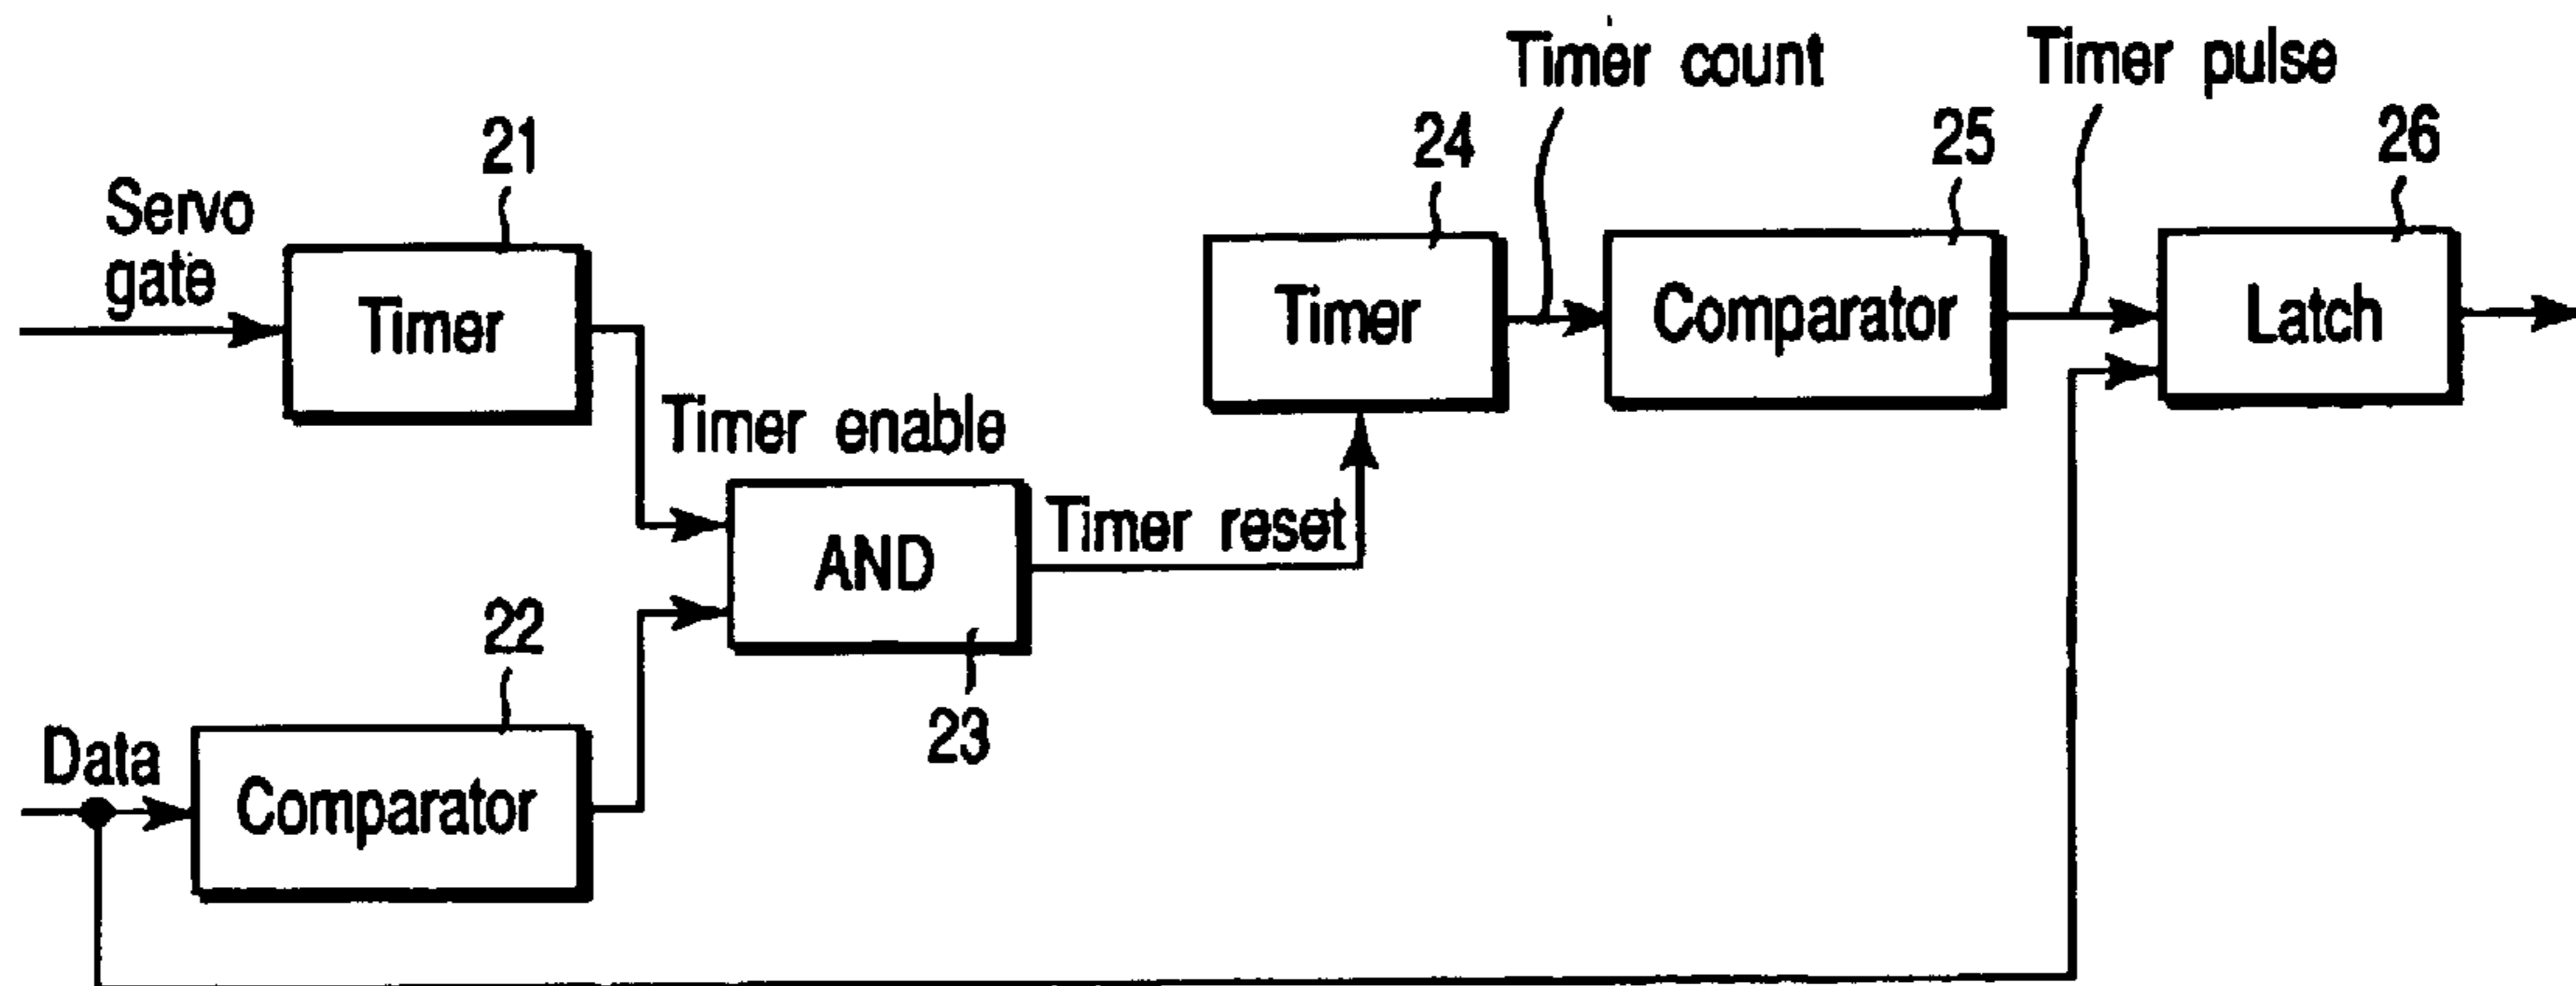 Timer count
Timer pulse
21
24
25
26
Servo
gate
Timer
Timer
Comparator
Latch
Timer enable
AND
Timer reset
22
23
Data
Comparator